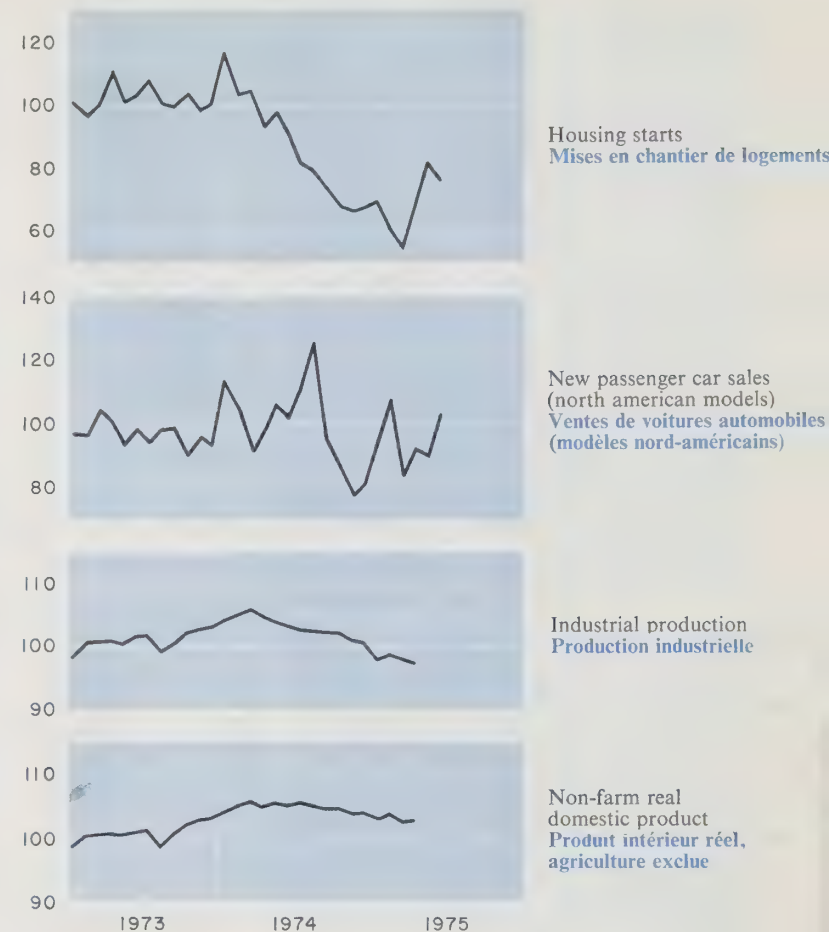 120
100
80
60
Housing starts
Mises en chantier de logements
140
120
100
80
New passenger car sales
(north american models)
Ventes de voitures automobiles
(modèles nord-américains)
110
100
90
Industrial production
Production industrielle
110
100
90
Non-farm real
domestic product
Produit intérieur réel,
agriculture exclue
1973 1974 1975